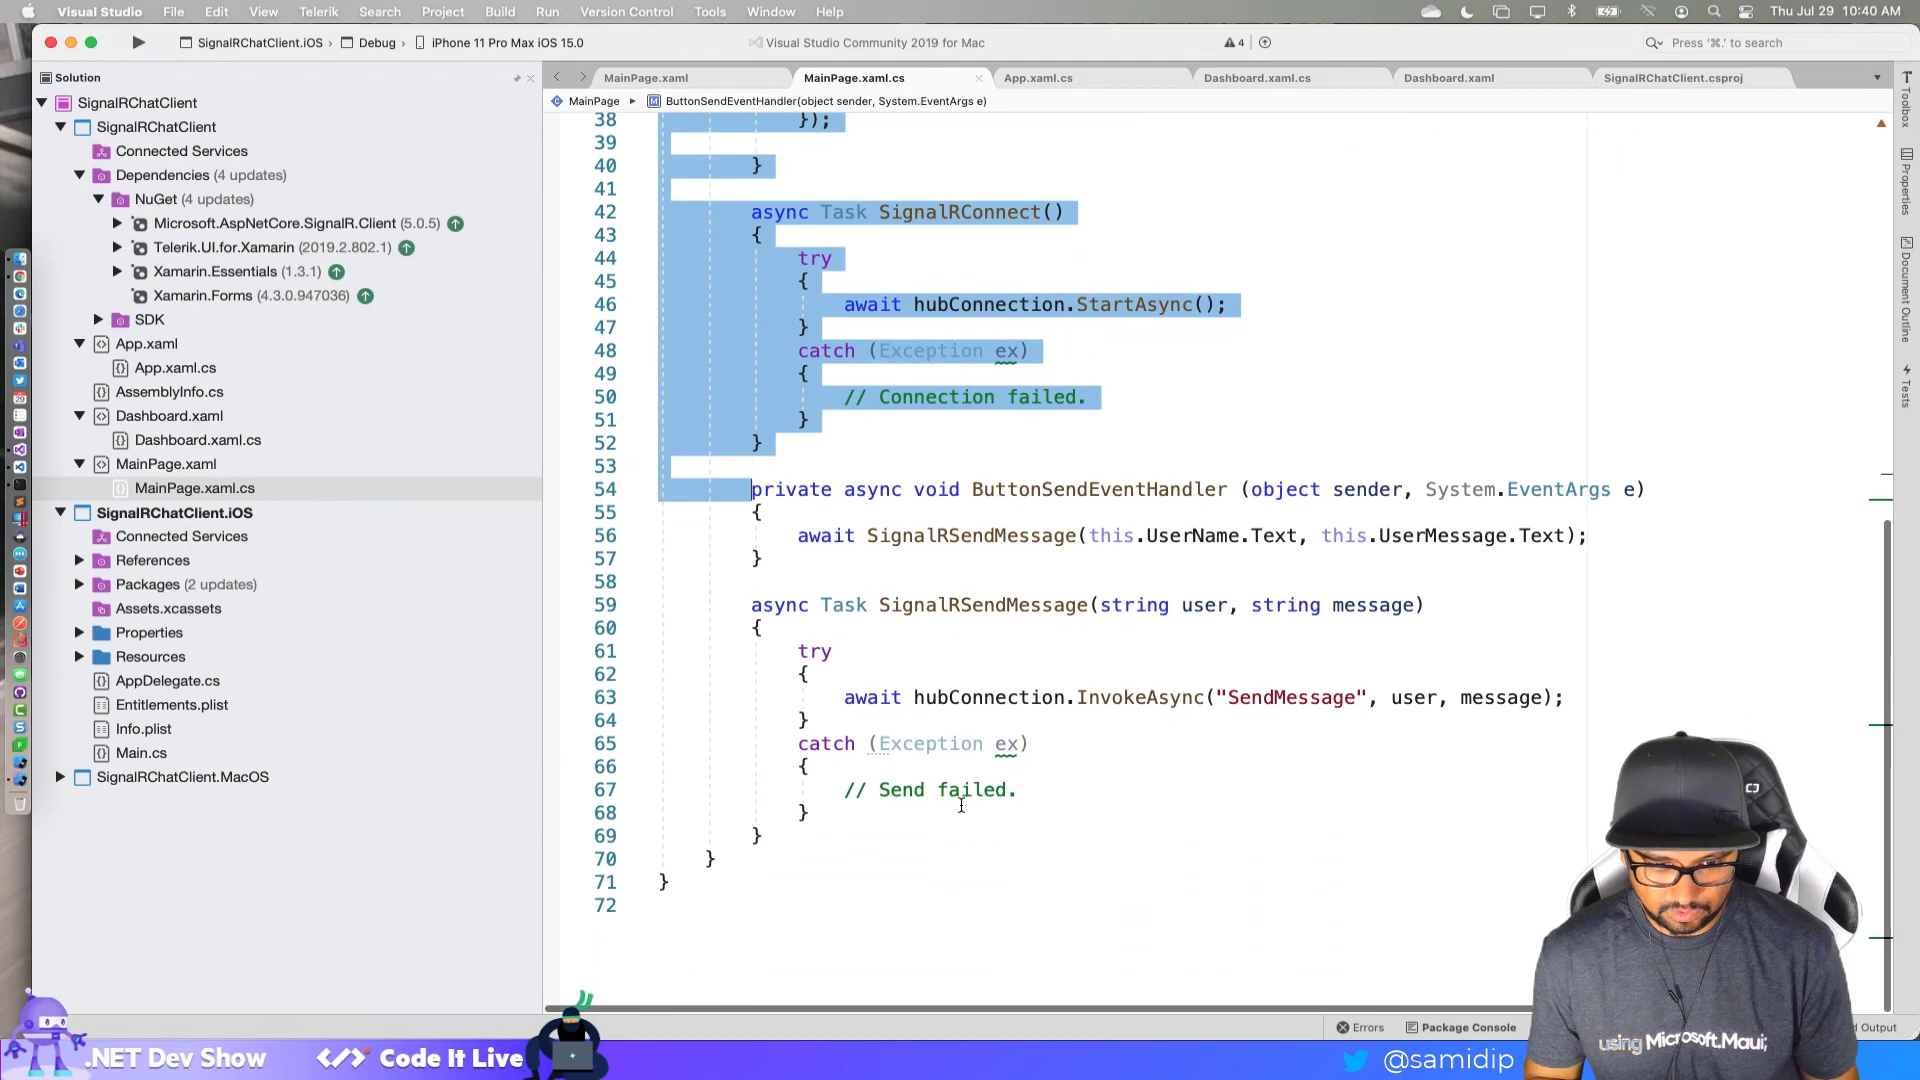 Visual Studio File Edit View Telerik Search Project Build Run Version Control Tools Window Help Thu Jul 29 10:40 AM
SignalRChatClient.iOS › Debug › iPhone 11 Pro Max iOS 15.0 Visual Studio Community 2019 for Mac 4 Press '⌘.' to search
Solution
MainPage.xaml MainPage.xaml.cs App.xaml.cs Dashboard.xaml.cs Dashboard.xaml SignalRChatClient.csproj
MainPage ▸ ButtonSendEventHandler(object sender, System.EventArgs e)
SignalRChatClient
SignalRChatClient
Connected Services
Dependencies (4 updates)
NuGet (4 updates)
Microsoft.AspNetCore.SignalR.Client (5.0.5)
Telerik.UI.for.Xamarin (2019.2.802.1)
Xamarin.Essentials (1.3.1)
Xamarin.Forms (4.3.0.947036)
SDK
App.xaml
App.xaml.cs
AssemblyInfo.cs
Dashboard.xaml
Dashboard.xaml.cs
MainPage.xaml
MainPage.xaml.cs
SignalRChatClient.iOS
Connected Services
References
Packages (2 updates)
Assets.xcassets
Properties
Resources
AppDelegate.cs
Entitlements.plist
Info.plist
Main.cs
SignalRChatClient.MacOS
38 });
39
40 }
41
42 async Task SignalRConnect()
43 {
44 try
45 {
46 await hubConnection.StartAsync();
47 }
48 catch (Exception ex)
49 {
50 // Connection failed.
51 }
52 }
53
54 private async void ButtonSendEventHandler (object sender, System.EventArgs e)
55 {
56 await SignalRSendMessage(this.UserName.Text, this.UserMessage.Text);
57 }
58
59 async Task SignalRSendMessage(string user, string message)
60 {
61 try
62 {
63 await hubConnection.InvokeAsync("SendMessage", user, message);
64 }
65 catch (Exception ex)
66 {
67 // Send failed.
68 }
69 }
70 }
71 }
72
Toolbox
Properties
Document Outline
Tests
Errors Package Console Output
using Microsoft.Maui;
.NET Dev Show </> Code It Live @samidip